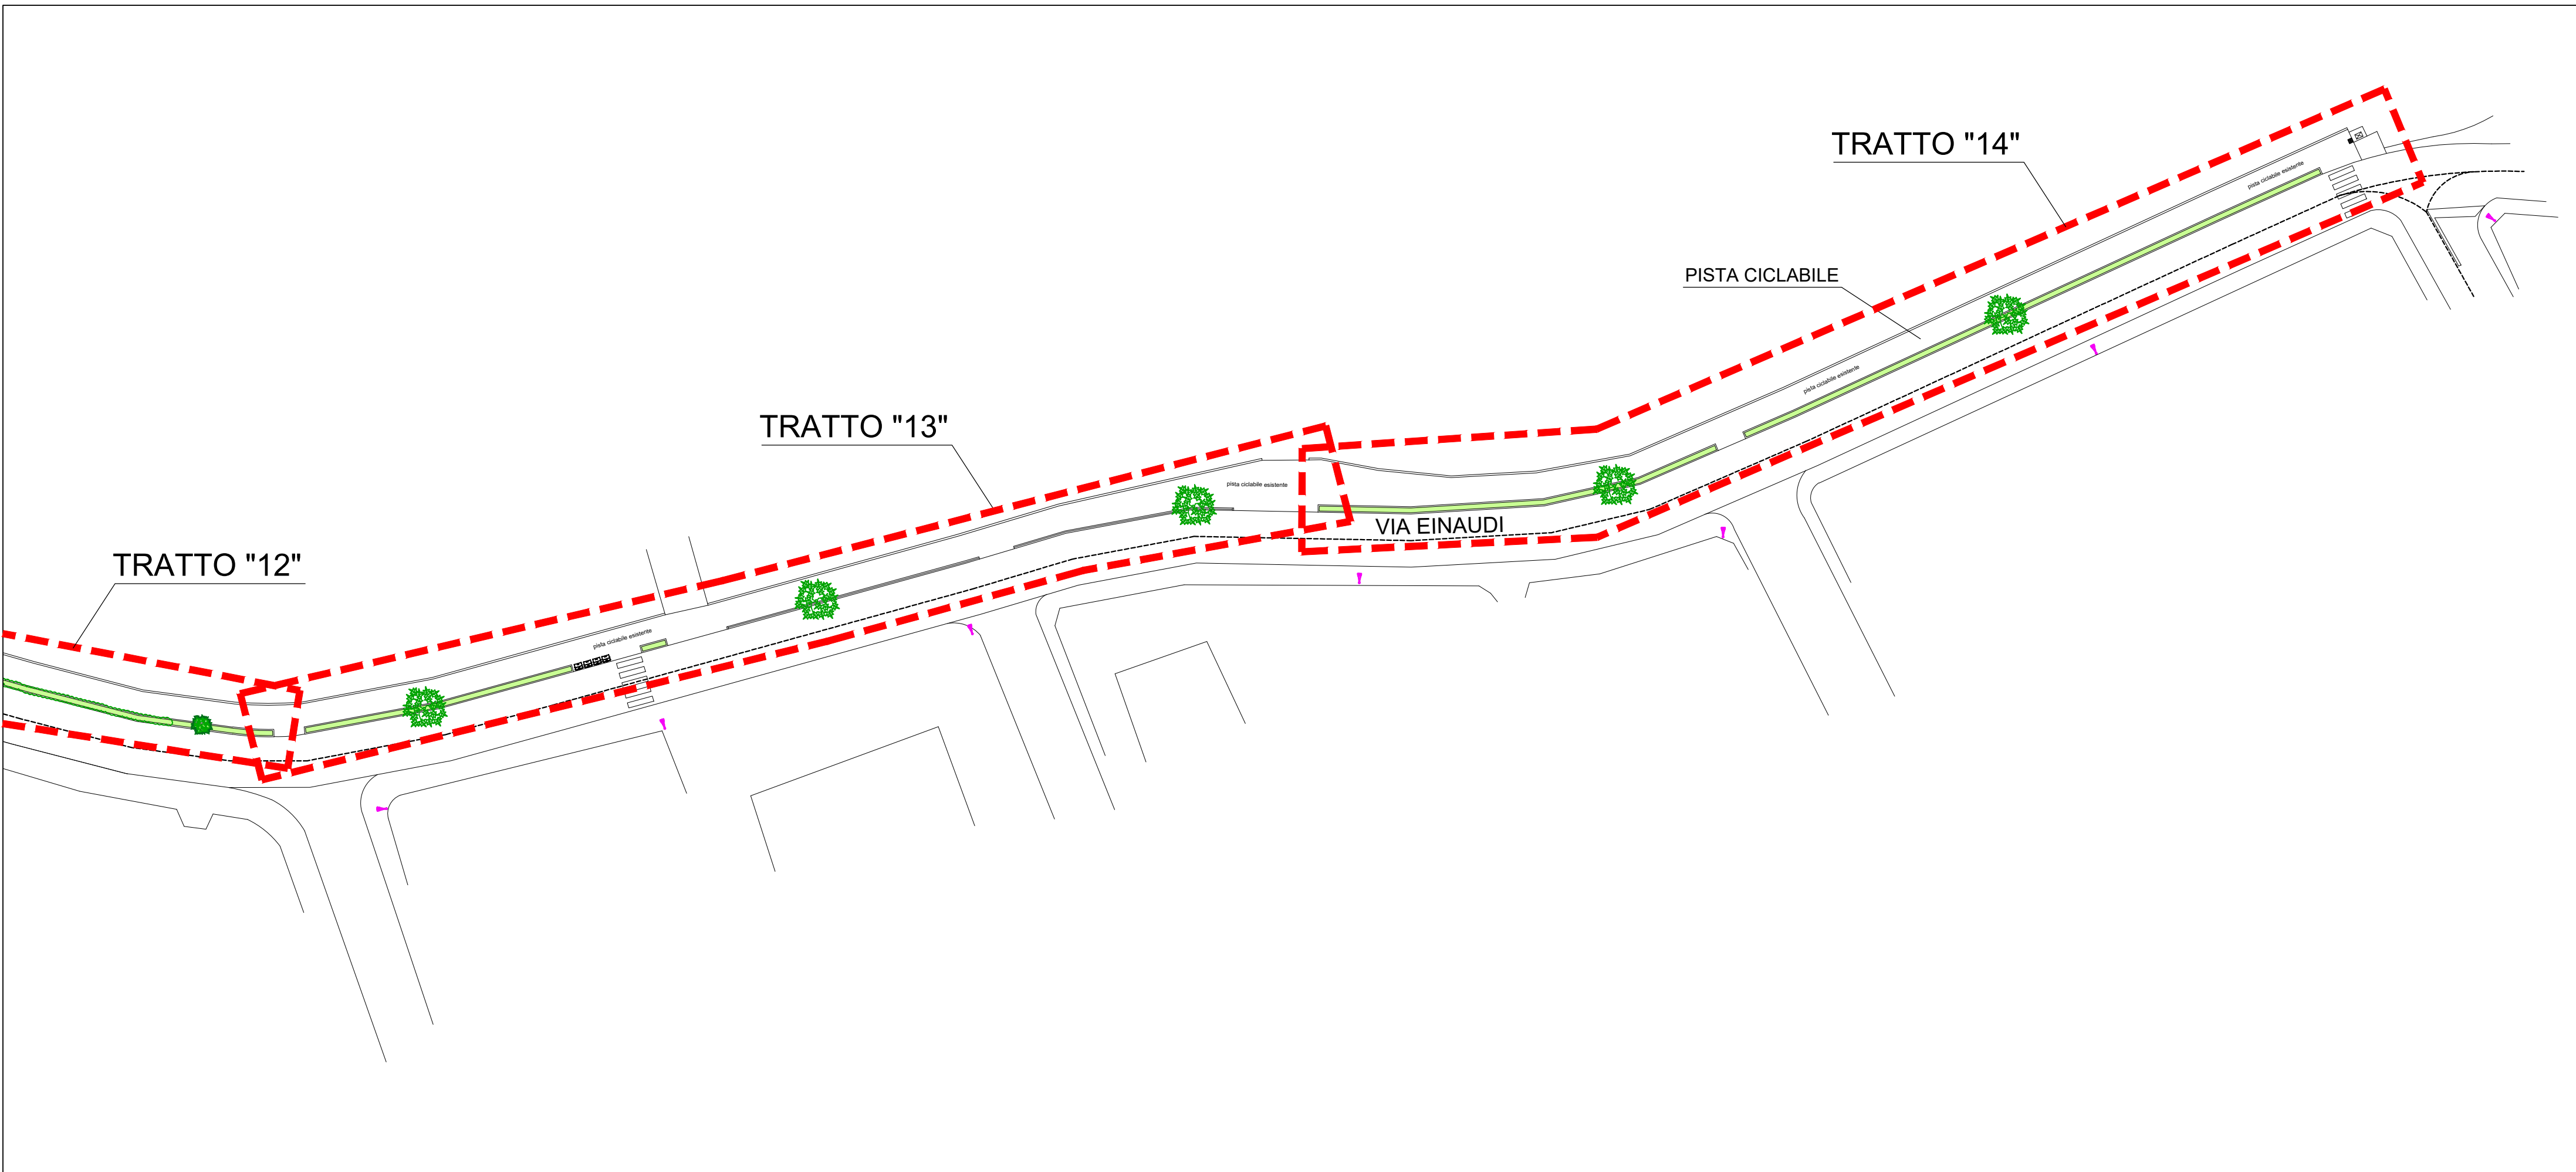 TRATTO "14"
pista ciclabile esistente
PISTA CICLABILE
pista ciclabile esistente
TRATTO "13"
pista ciclabile esistente
VIA EINAUDI
TRATTO "12"
pista ciclabile esistente